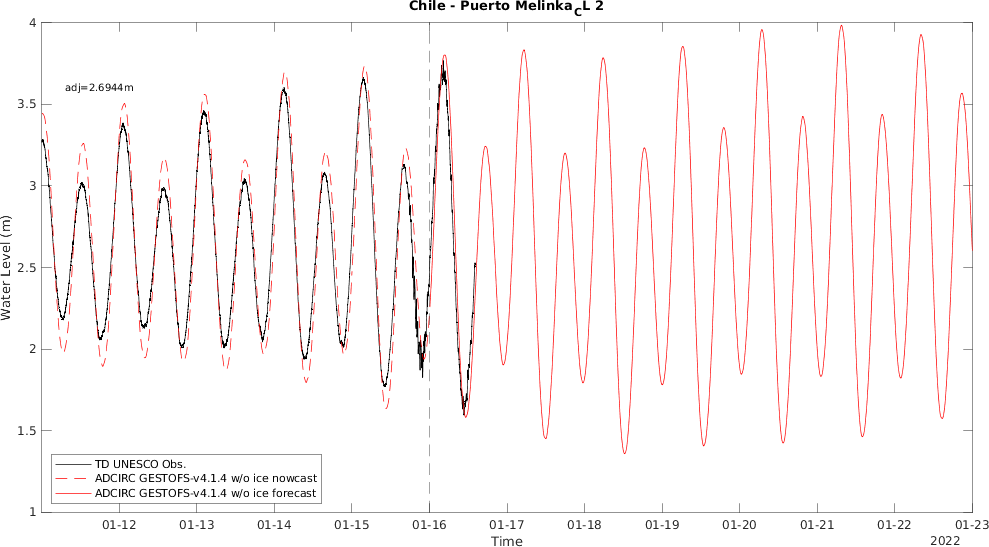 Chile - Puerto Melinka_CL 2
4
adj=2.6944m
3.5
3
2.5
2
1.5
1
Water Level (m)
TD UNESCO Obs.
ADCIRC GESTOFS-v4.1.4 w/o ice nowcast
ADCIRC GESTOFS-v4.1.4 w/o ice forecast
01-12 01-13 01-14 01-15 01-16 01-17 01-18 01-19 01-20 01-21 01-22 01-23
Time
2022